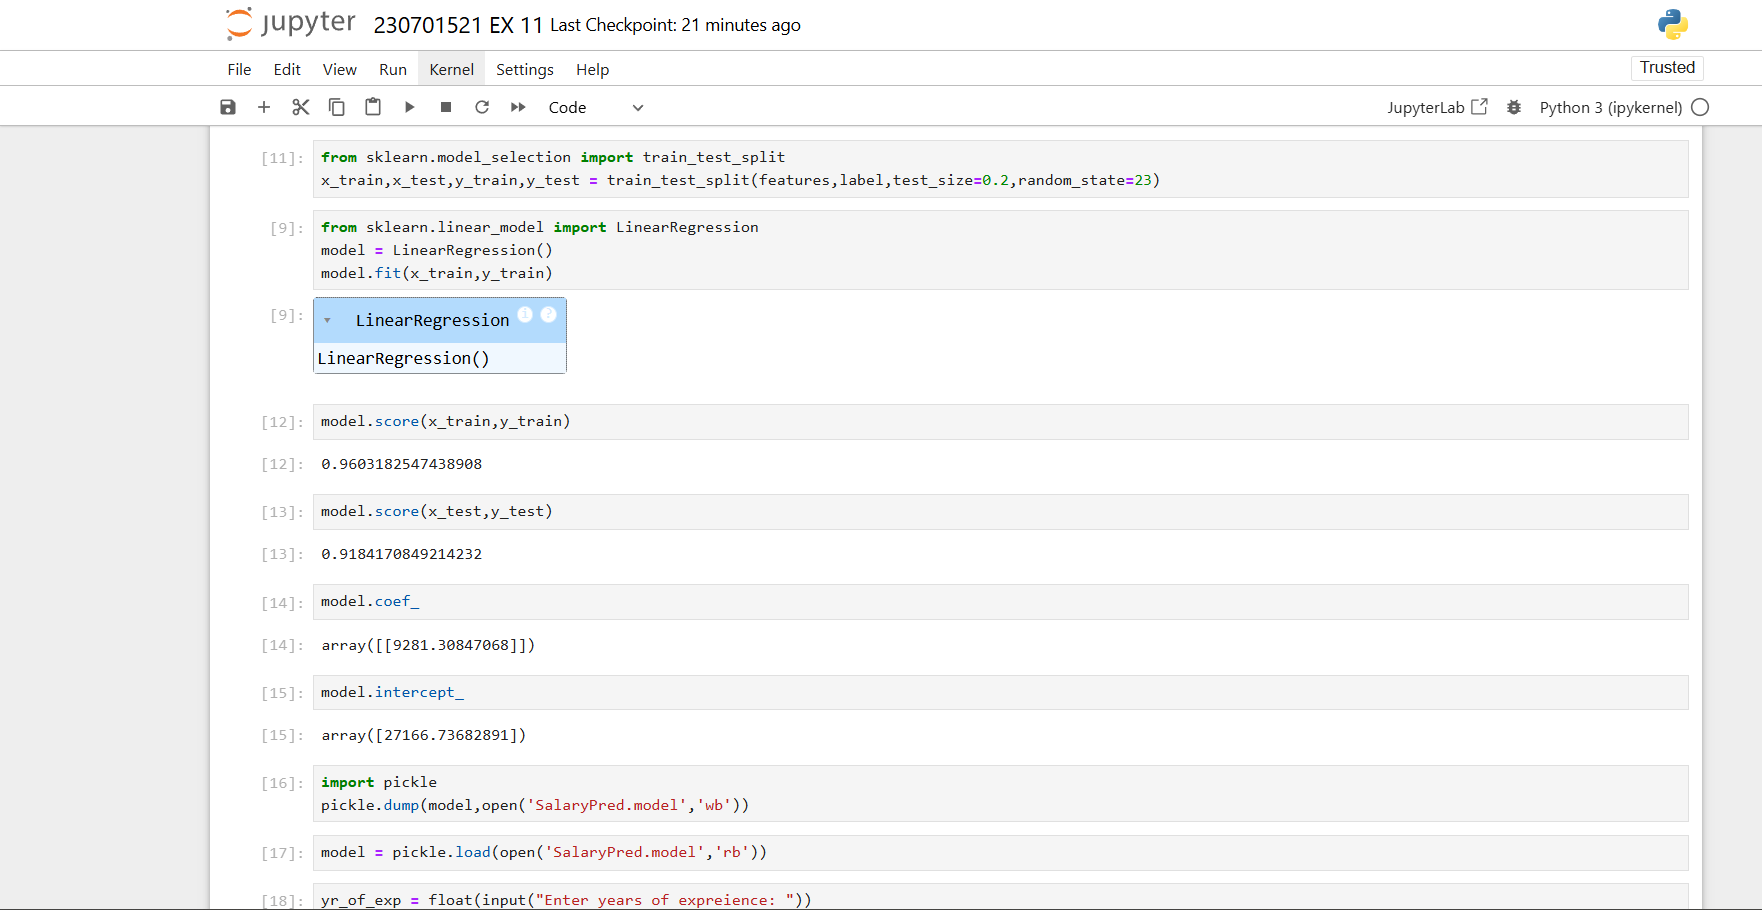 jupyter 230701521 EX 11 Last Checkpoint: 21 minutes ago
File Edit View Run Kernel Settings Help Trusted
Code JupyterLab Python 3 (ipykernel)
[11]: from sklearn.model_selection import train_test_split
x_train,x_test,y_train,y_test = train_test_split(features,label,test_size=0.2,random_state=23)
[9]: from sklearn.linear_model import LinearRegression
model = LinearRegression()
model.fit(x_train,y_train)
[9]: LinearRegression i ?
LinearRegression()
[12]: model.score(x_train,y_train)
[12]: 0.9603182547438908
[13]: model.score(x_test,y_test)
[13]: 0.9184170849214232
[14]: model.coef_
[14]: array([[9281.30847068]])
[15]: model.intercept_
[15]: array([27166.73682891])
[16]: import pickle
pickle.dump(model,open('SalaryPred.model','wb'))
[17]: model = pickle.load(open('SalaryPred.model','rb'))
[18]: yr_of_exp = float(input("Enter years of expreience: "))